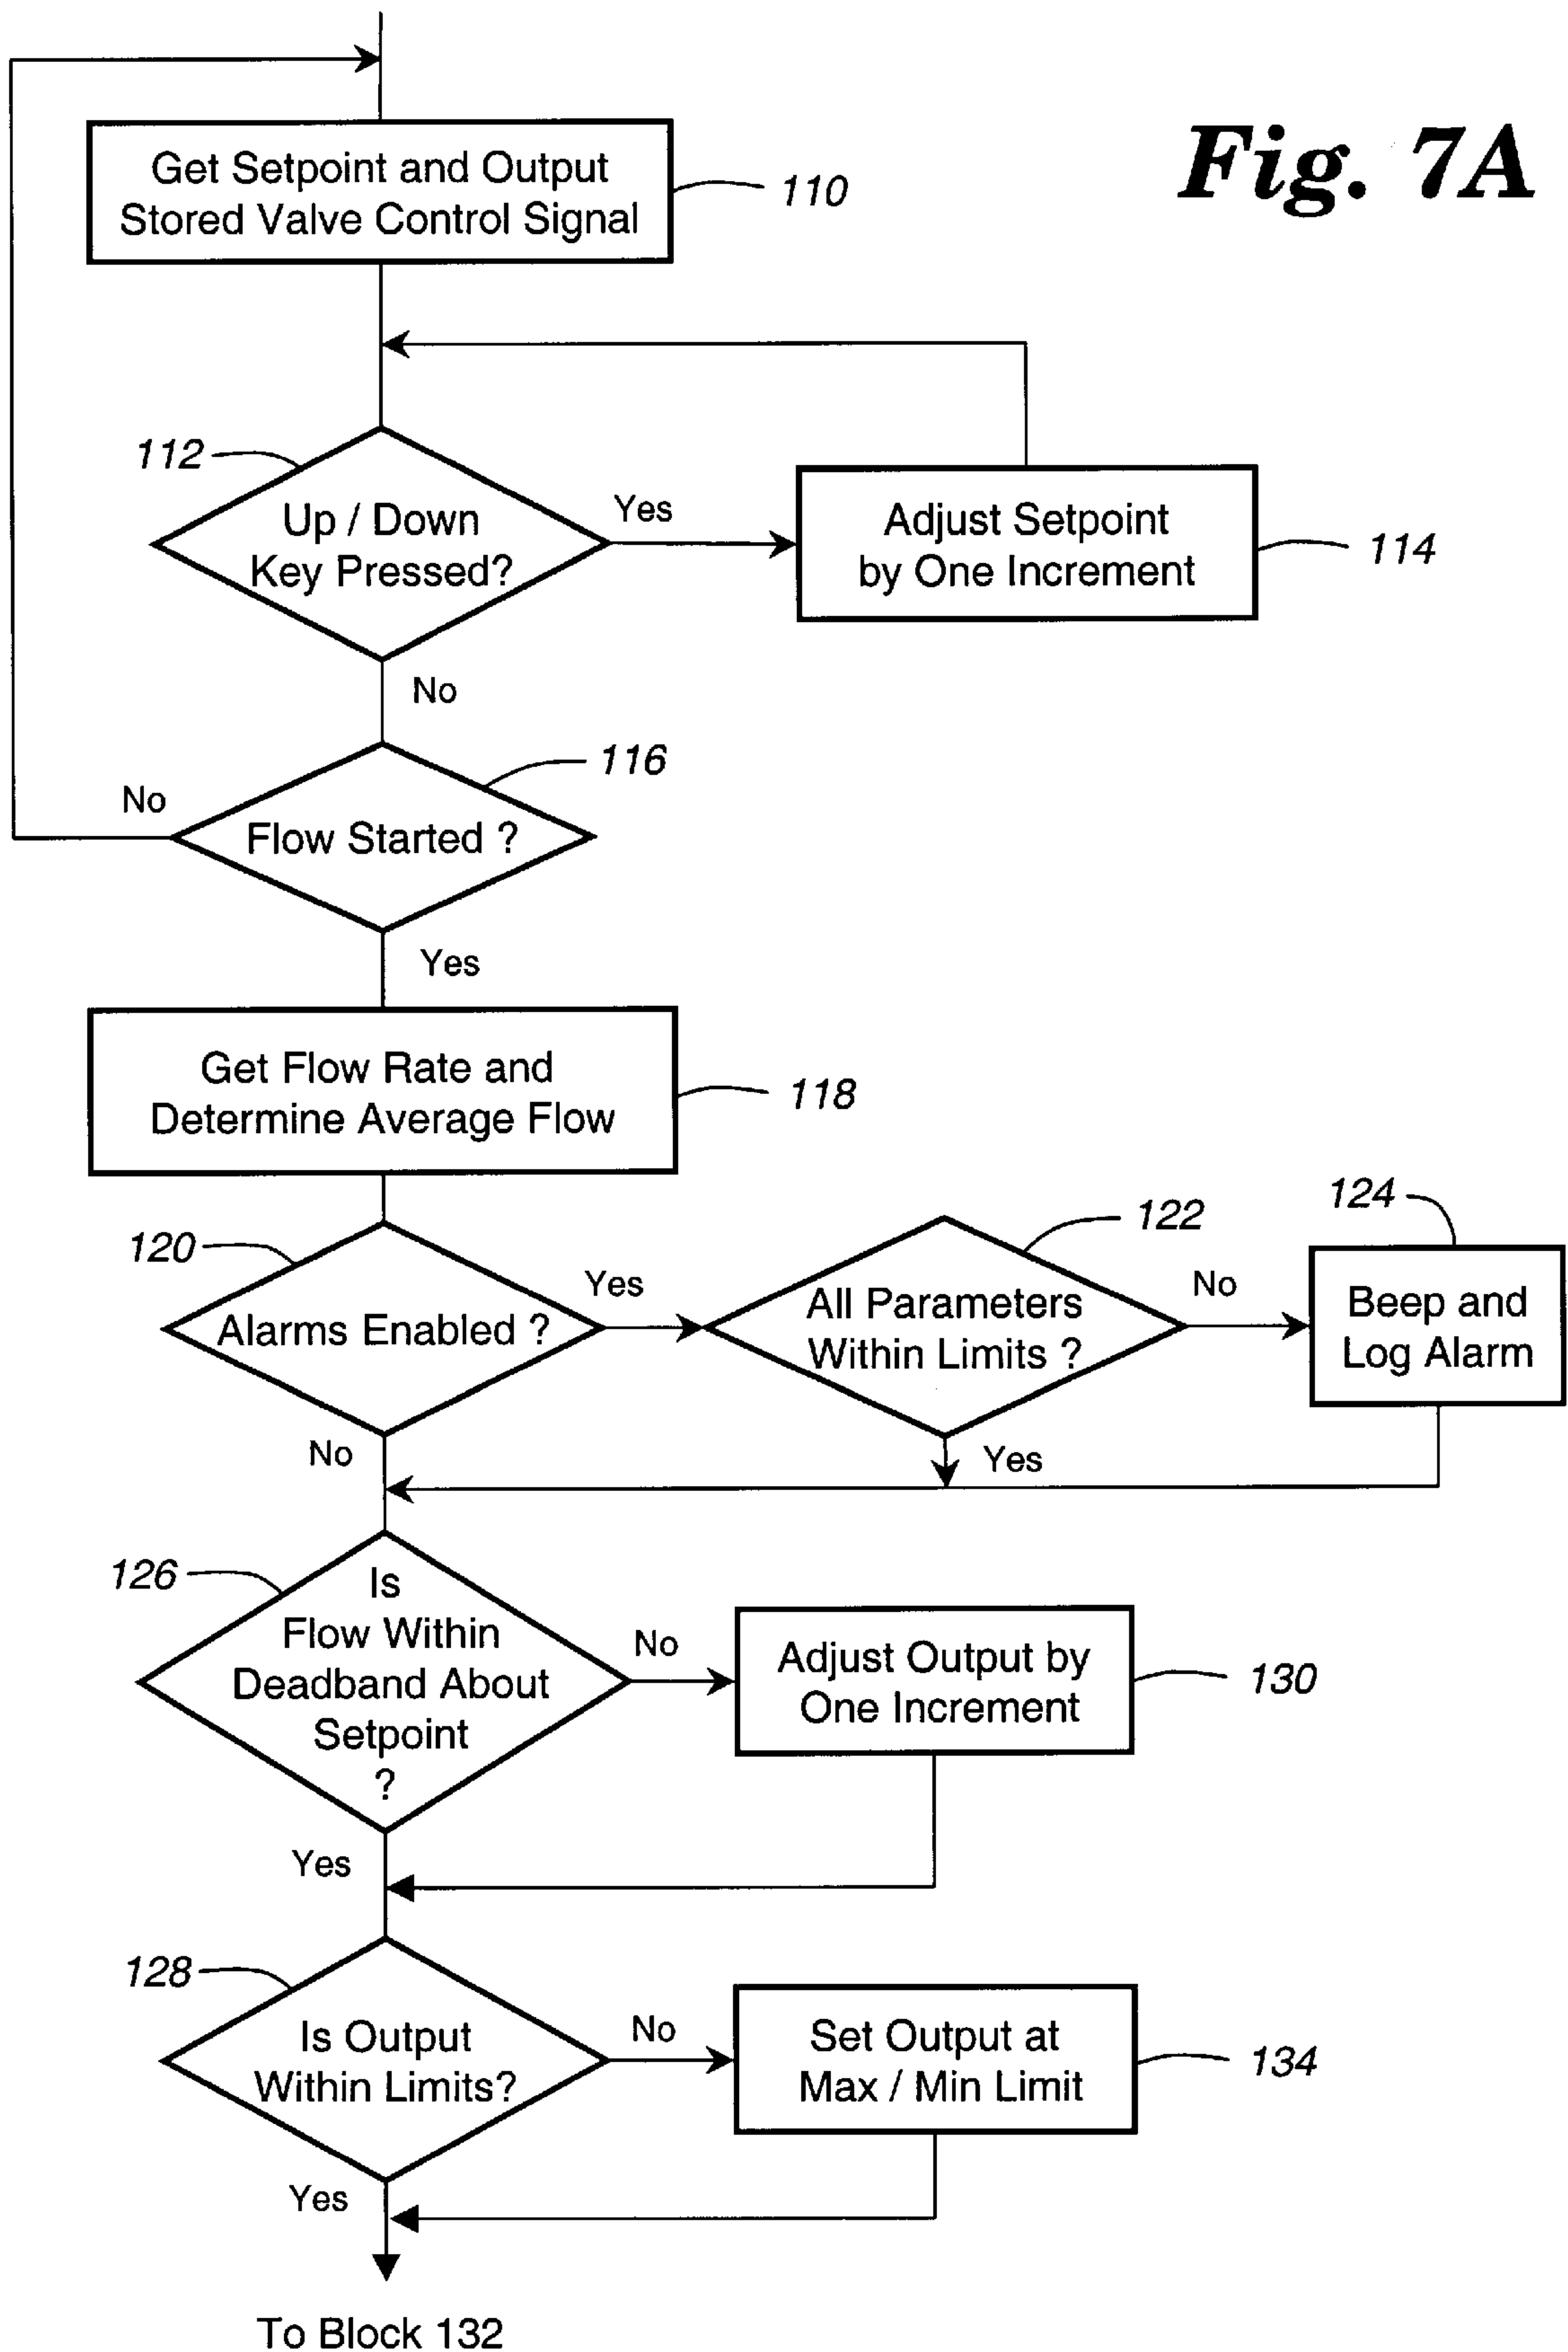 Fig. 7A
Get Setpoint and Output
Stored Valve Control Signal
110
112
Up / Down
Key Pressed?
Yes
Adjust Setpoint
by One Increment
114
No
116
No
Flow Started ?
Yes
Get Flow Rate and
Determine Average Flow
118
120
Alarms Enabled ?
Yes
122
All Parameters
Within Limits ?
No
124
Beep and
Log Alarm
No
Yes
126
Is
Flow Within
Deadband About
Setpoint
?
No
Adjust Output by
One Increment
130
Yes
128
Is Output
Within Limits?
No
Set Output at
Max / Min Limit
134
Yes
To Block 132